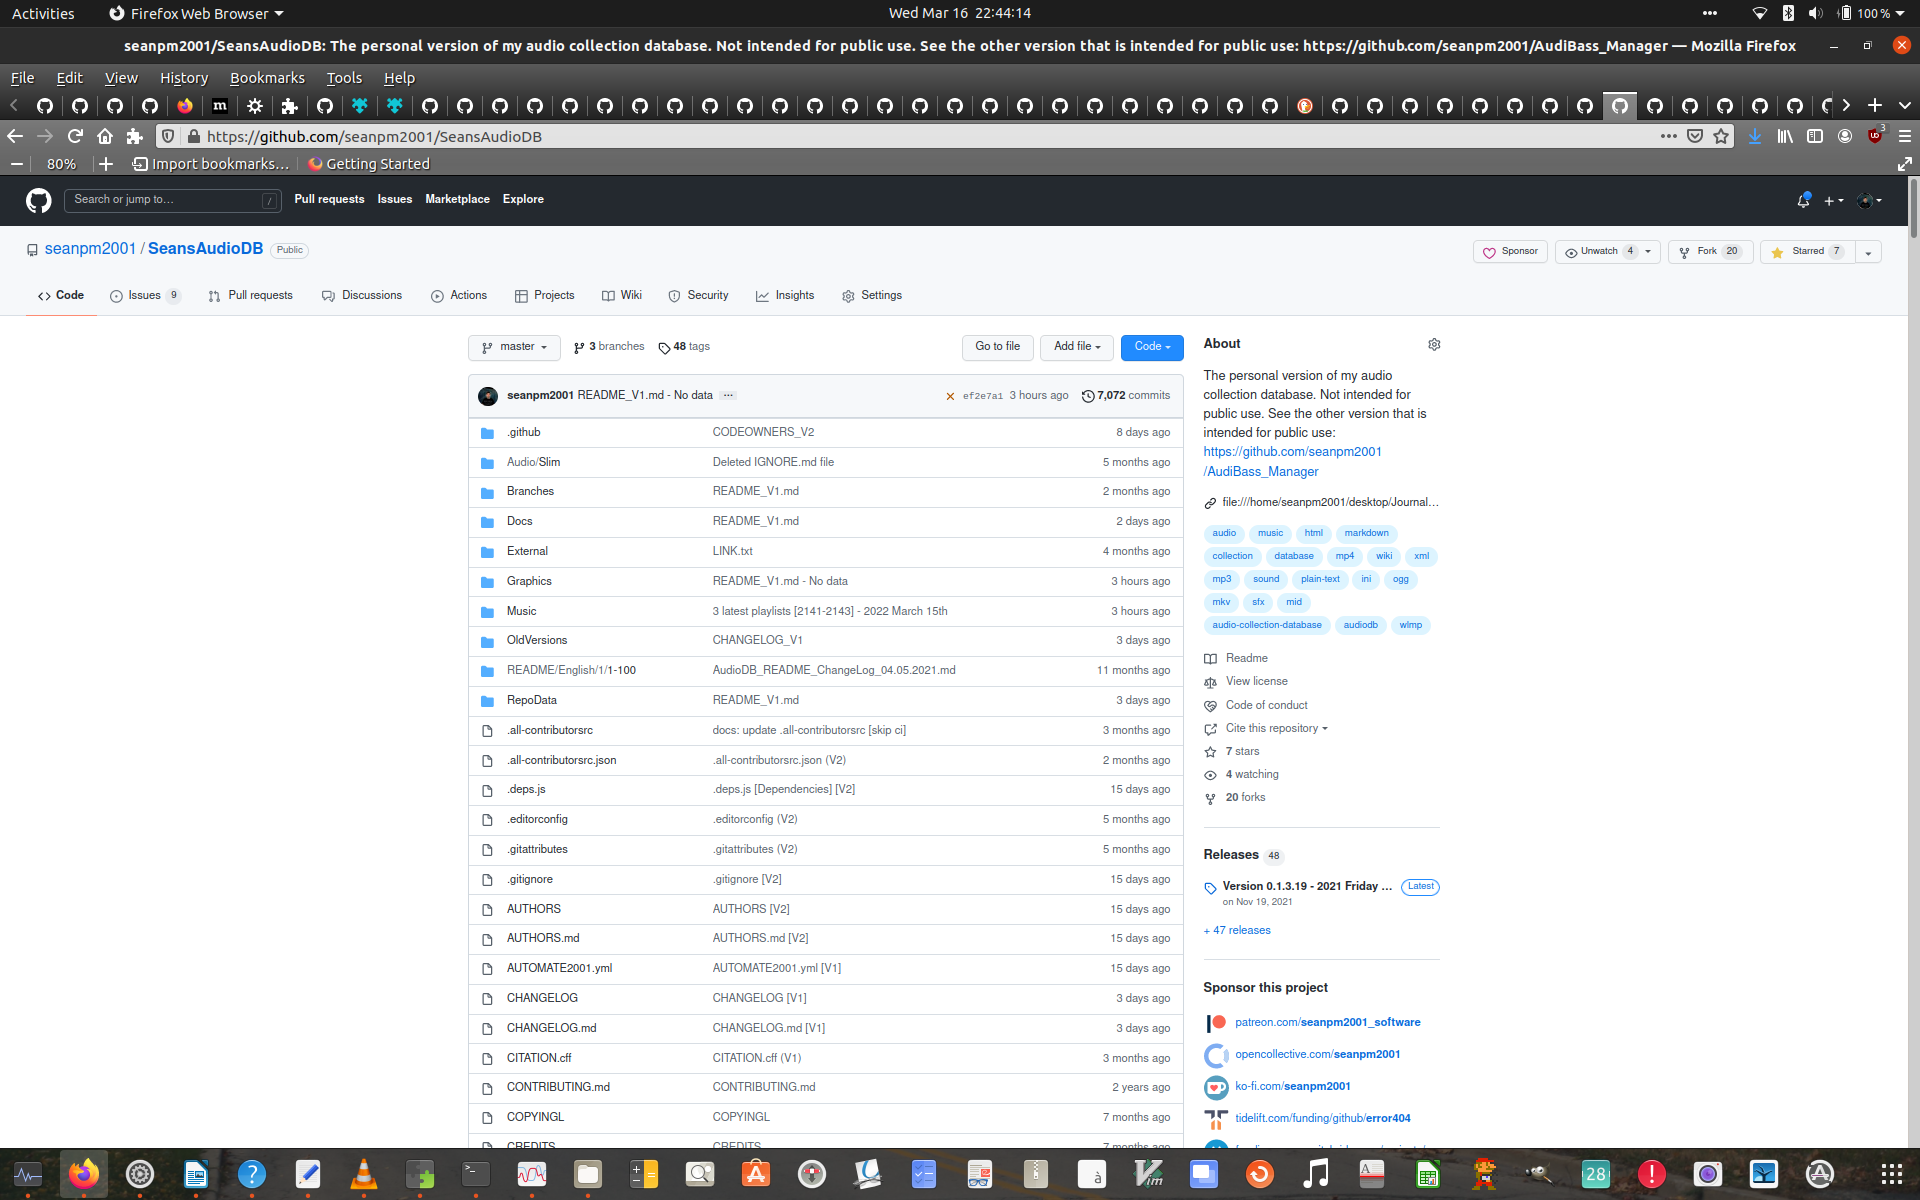 Activities
Firefox Web Browser
Wed Mar 16 22:44:14
100 %
seanpm2001/SeansAudioDB: The personal version of my audio collection database. Not intended for public use. See the other version that is intended for public use: https://github.com/seanpm2001/AudiBass_Manager — Mozilla Firefox
File Edit View History Bookmarks Tools Help
https://github.com/seanpm2001/SeansAudioDB
3
80%
Import bookmarks…
Getting Started
Search or jump to…
/
Pull requests Issues Marketplace Explore
seanpm2001 / SeansAudioDB
Public
Sponsor
Unwatch 4
Fork 20
Starred 7
Code
Issues 9
Pull requests
Discussions
Actions
Projects
Wiki
Security
Insights
Settings
master
3 branches
48 tags
Go to file
Add file
Code
seanpm2001 README_V1.md - No data ...
ef2e7a1 3 hours ago
7,072 commits
.github CODEOWNERS_V2 8 days ago
Audio/Slim Deleted IGNORE.md file 5 months ago
Branches README_V1.md 2 months ago
Docs README_V1.md 2 days ago
External LINK.txt 4 months ago
Graphics README_V1.md - No data 3 hours ago
Music 3 latest playlists [2141-2143] - 2022 March 15th 3 hours ago
OldVersions CHANGELOG_V1 3 days ago
README/English/1/1-100 AudioDB_README_ChangeLog_04.05.2021.md 11 months ago
RepoData README_V1.md 3 days ago
.all-contributorsrc docs: update .all-contributorsrc [skip ci] 3 months ago
.all-contributorsrc.json .all-contributorsrc.json (V2) 2 months ago
.deps.js .deps.js [Dependencies] [V2] 15 days ago
.editorconfig .editorconfig (V2) 5 months ago
.gitattributes .gitattributes (V2) 5 months ago
.gitignore .gitignore [V2] 15 days ago
AUTHORS AUTHORS [V2] 15 days ago
AUTHORS.md AUTHORS.md [V2] 15 days ago
AUTOMATE2001.yml AUTOMATE2001.yml [V1] 15 days ago
CHANGELOG CHANGELOG [V1] 3 days ago
CHANGELOG.md CHANGELOG.md [V1] 3 days ago
CITATION.cff CITATION.cff (V1) 3 months ago
CONTRIBUTING.md CONTRIBUTING.md 2 years ago
COPYINGL COPYINGL 7 months ago
CREDITS CREDITS 7 months ago
About
The personal version of my audio
collection database. Not intended for
public use. See the other version that is
intended for public use:
https://github.com/seanpm2001
/AudiBass_Manager
file:///home/seanpm2001/desktop/Journal…
audio music html markdown
collection database mp4 wiki xml
mp3 sound plain-text ini ogg
mkv sfx mid
audio-collection-database audiodb wlmp
Readme
View license
Code of conduct
Cite this repository
7 stars
4 watching
20 forks
Releases 48
Version 0.1.3.19 - 2021 Friday ... Latest
on Nov 19, 2021
+ 47 releases
Sponsor this project
patreon.com/seanpm2001_software
opencollective.com/seanpm2001
ko-fi.com/seanpm2001
tidelift.com/funding/github/error404
28